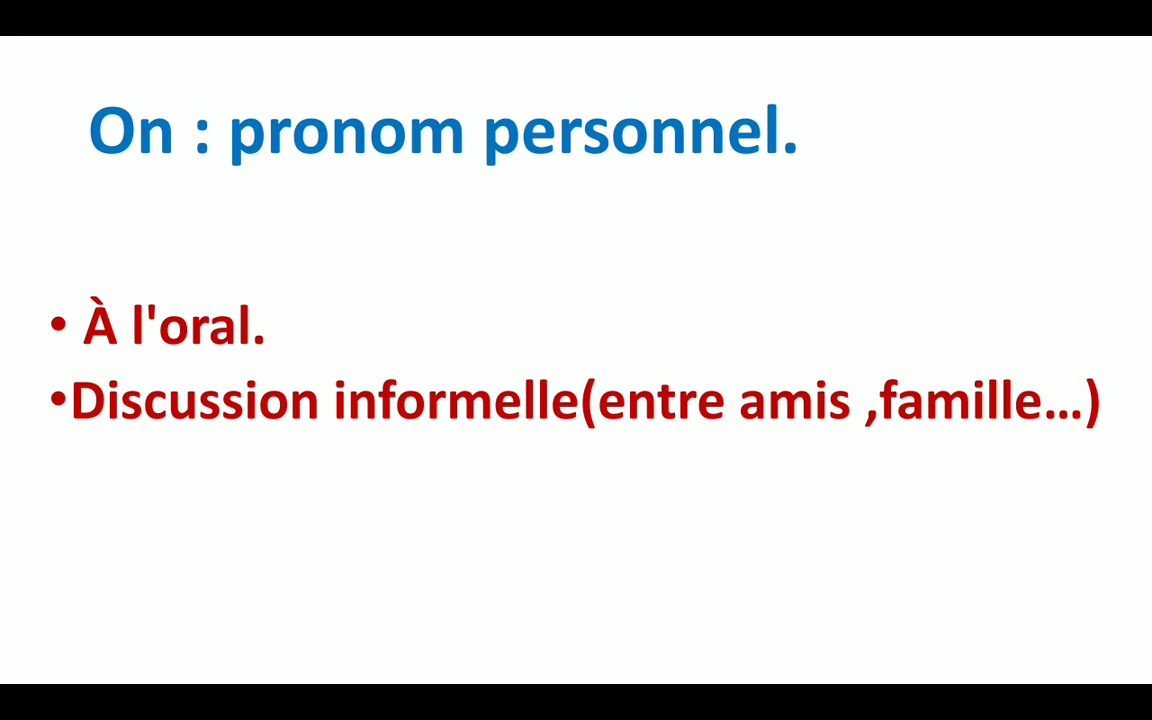 On : pronom personnel.
• À l'oral.
•Discussion informelle(entre amis ,famille...)